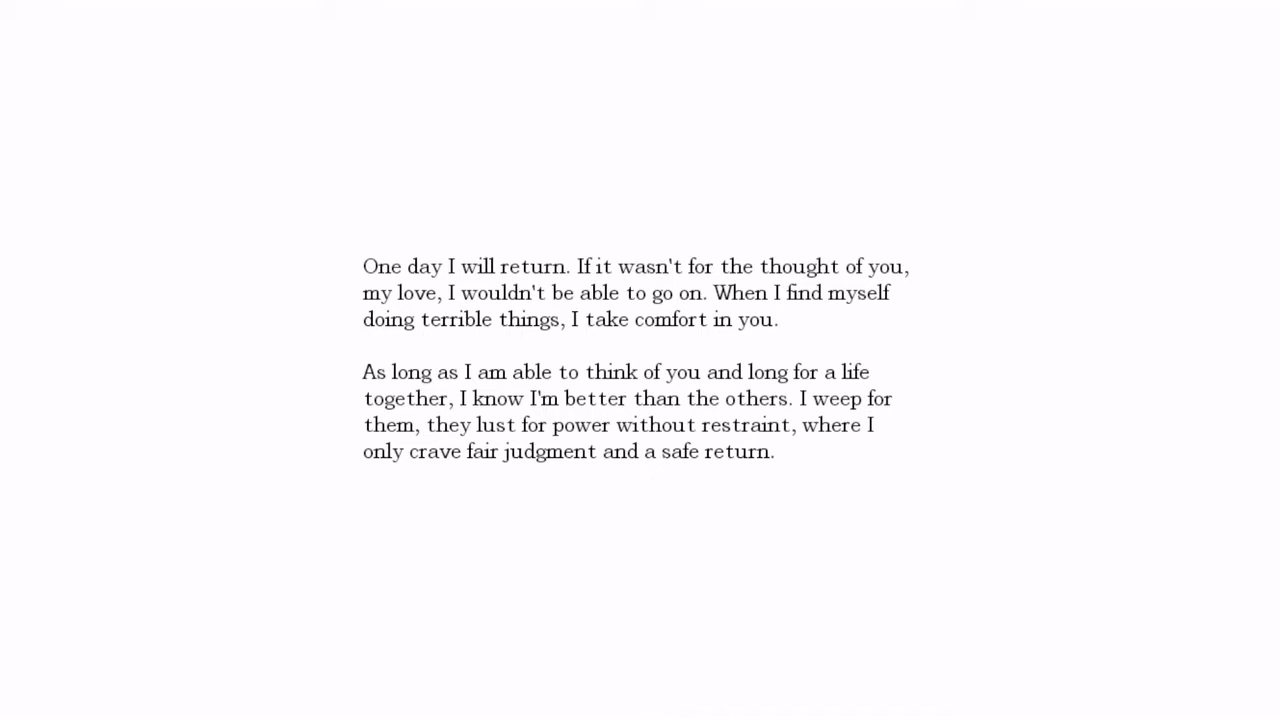 One day I will return. If it wasn't for the thought of you,
my love, I wouldn't be able to go on. When I find myself
doing terrible things, I take comfort in you.
As long as I am able to think of you and long for a life
together, I know I'm better than the others. I weep for
them, they lust for power without restraint, where I
only crave fair judgment and a safe return.